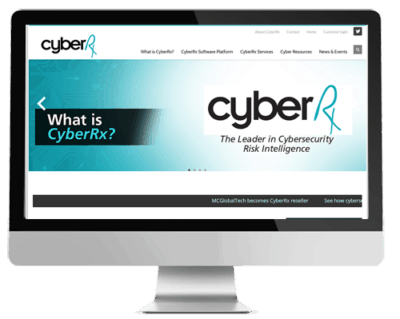 About CyberRx Contact Home Customer login
cyberRx
What is CyberRx? CyberRx Software Platform CyberRx Services Cyber Resources News & Events
What is
CyberRx?
cyberRx
The Leader in Cybersecurity
Risk Intelligence
MCGlobalTech becomes CyberRx reseller See how cyberse